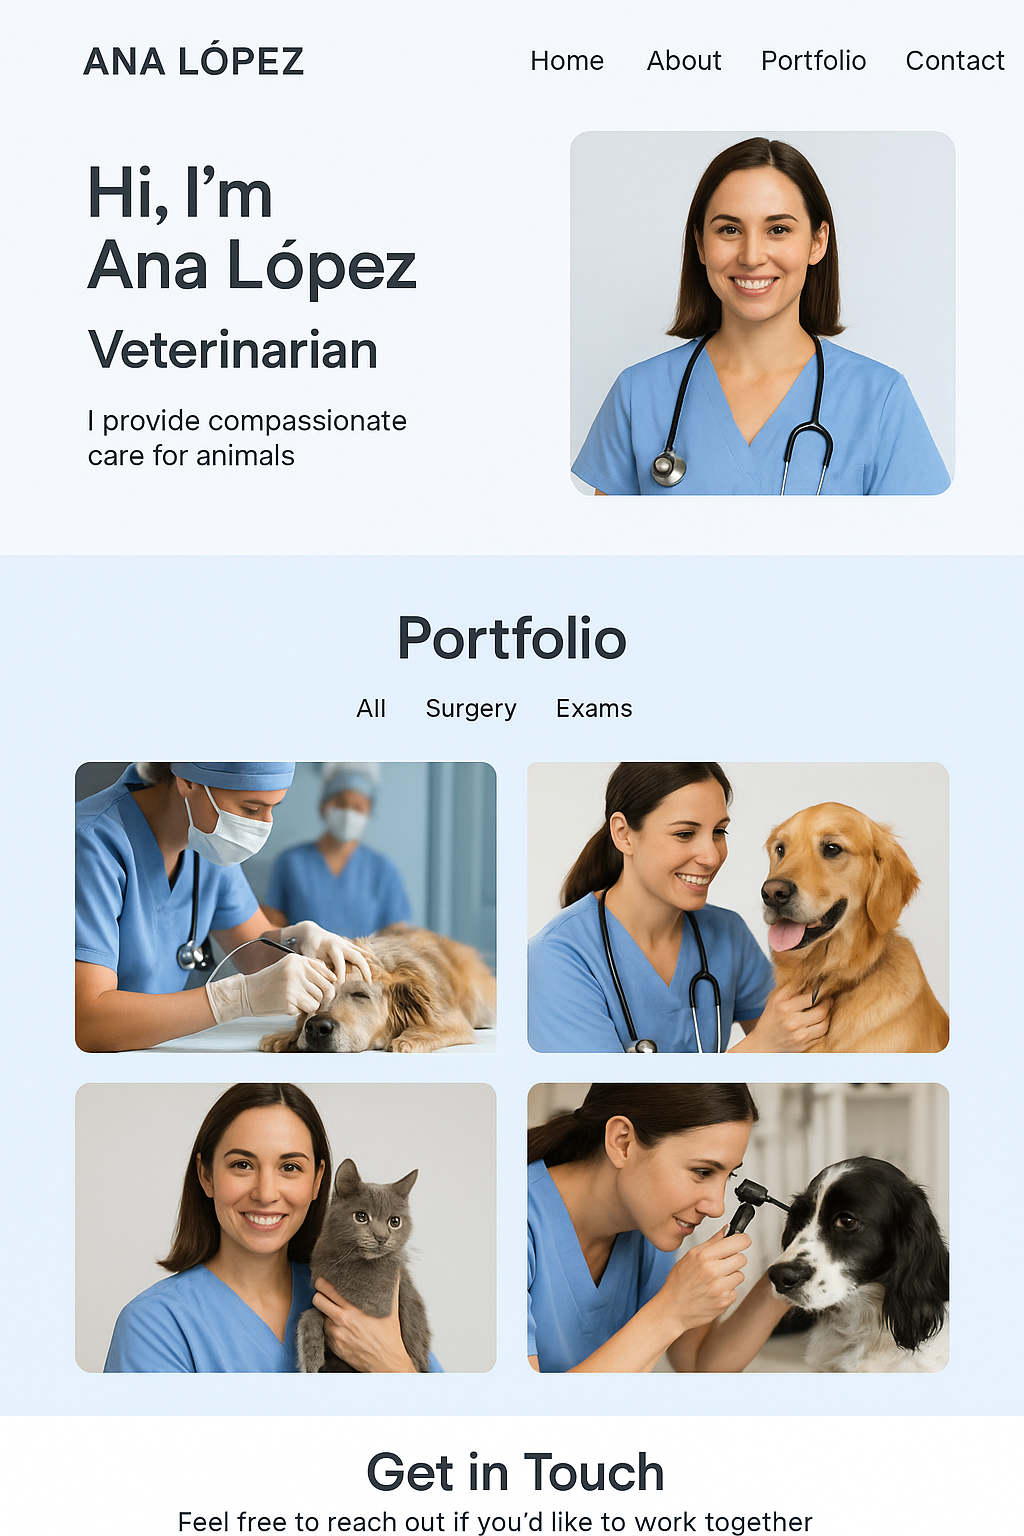 ANA LÓPEZ
Home About Portfolio Contact
Hi, I’m
Ana López
Veterinarian
I provide compassionate
care for animals
Portfolio
All Surgery Exams
Get in Touch
Feel free to reach out if you’d like to work together